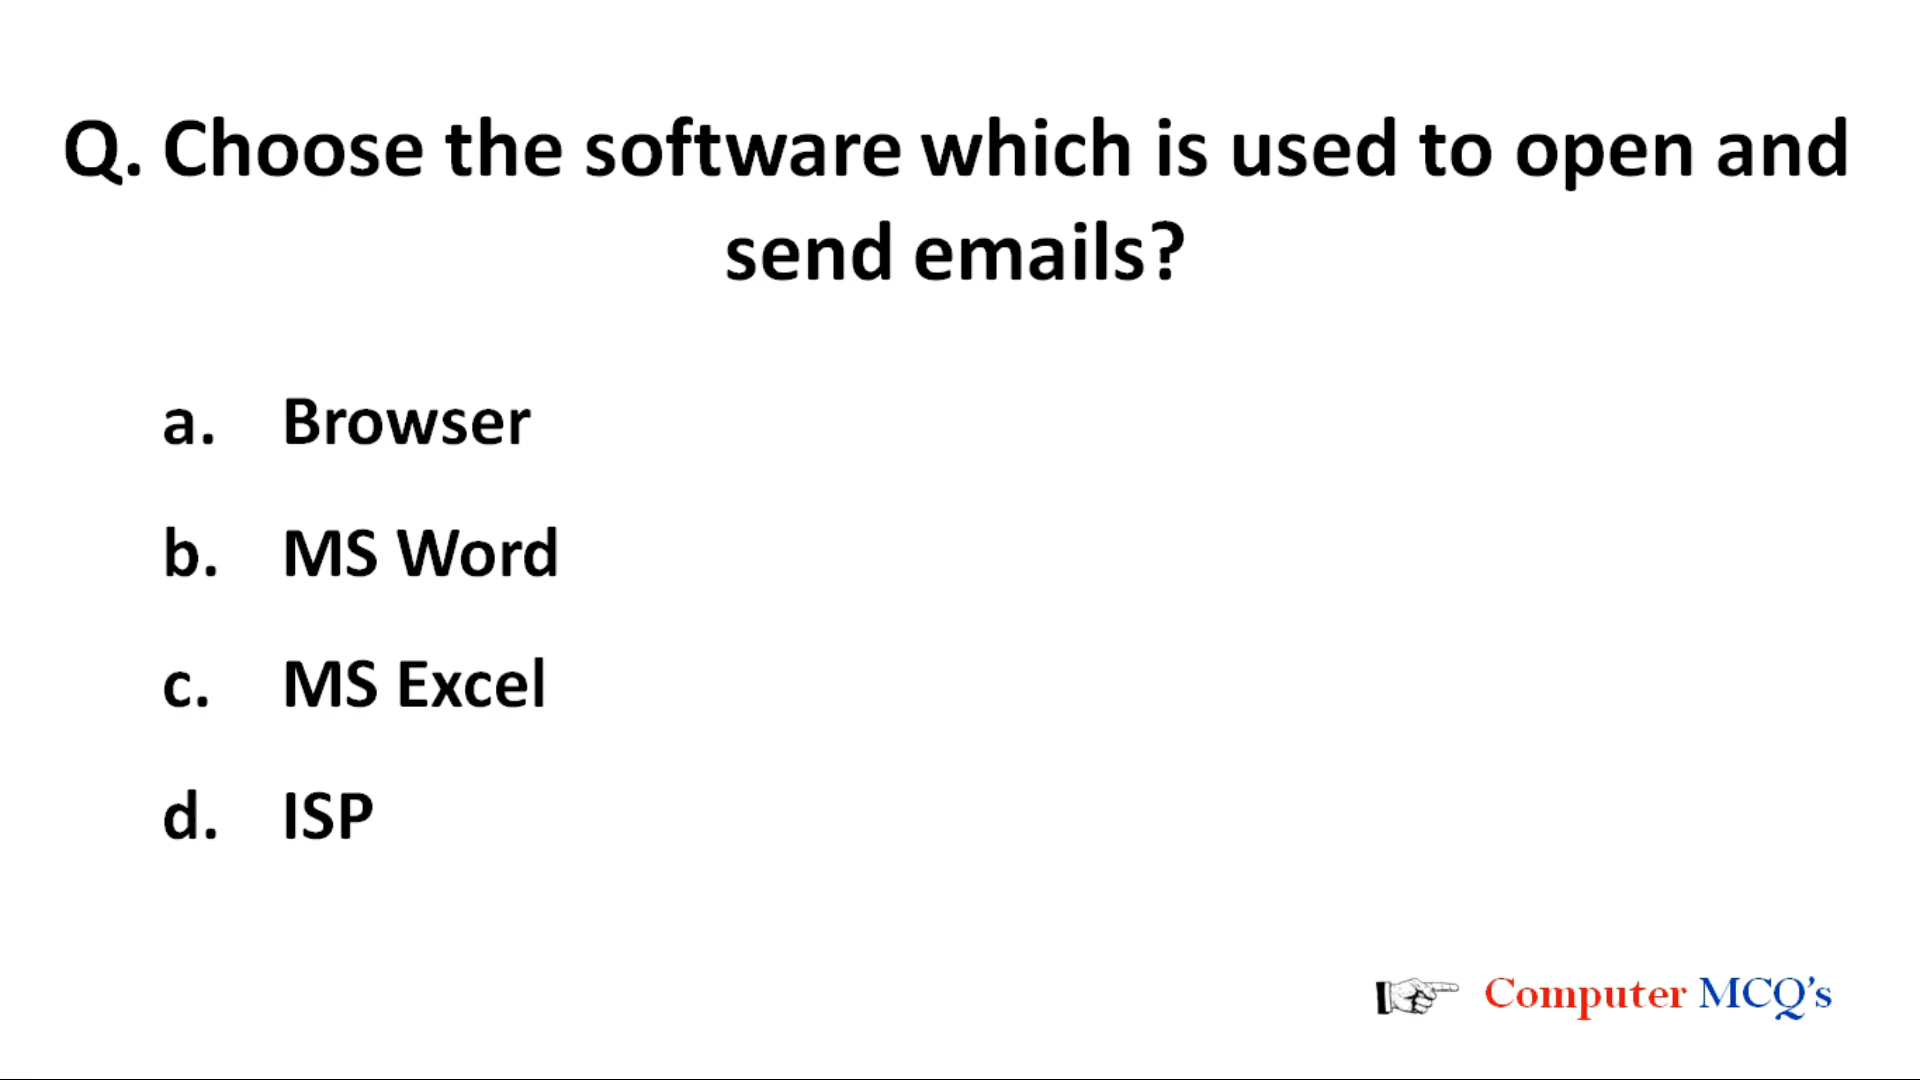 Q. Choose the software which is used to open and
send emails?
a. Browser
b. MS Word
c. MS Excel
d. ISP
Computer MCQ's